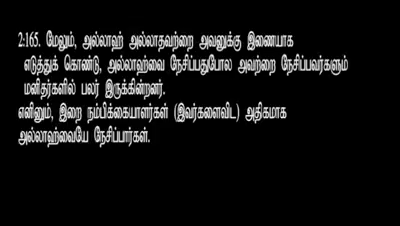 2:165. மேலும், அல்லாஹ் அல்லாதவற்றை அவனுக்கு இணையாக
எடுத்துக் கொண்டு, அல்லாஹ்வை நேசிப்பதுபோல அவற்றை நேசிப்பவர்களும்
மனிதர்களில் பலர் இருக்கின்றனர்.
எனினும், இறை நம்பிக்கையாளர்கள் (இவர்களைவிட) அதிகமாக
அல்லாஹ்வையே நேசிப்பார்கள்.